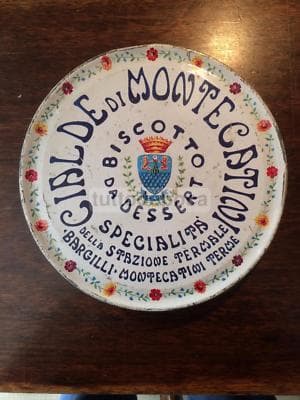 CIALDE DI MONTECATINI
BISCOTTO
DA DESSERT
SPECIALITÀ
DELLA STAZIONE TERMALE
BARGILLI·MONTECATINI TERME